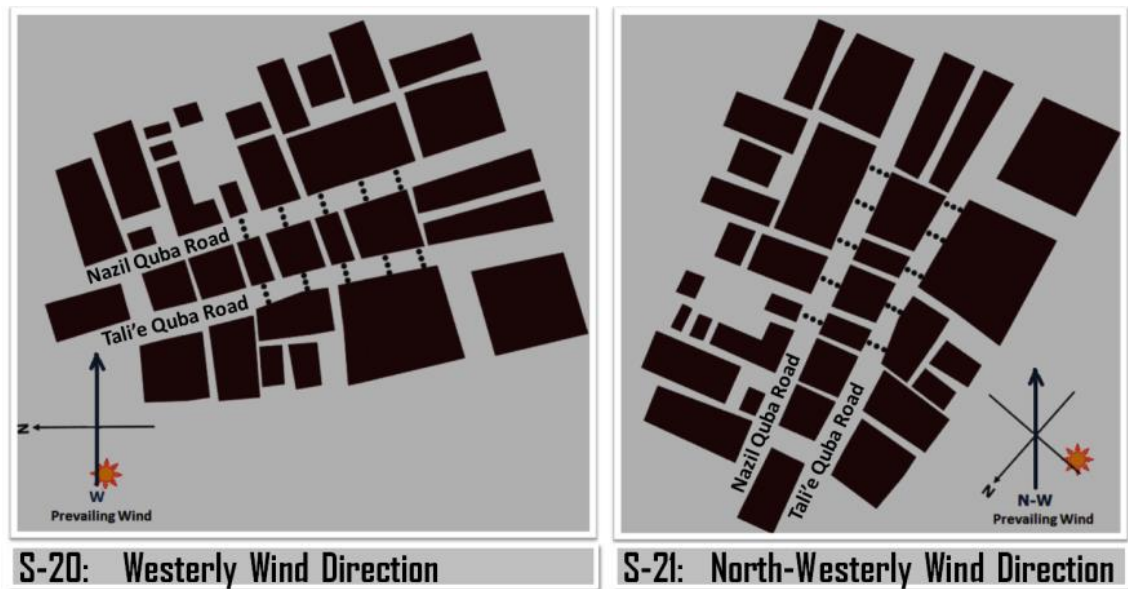 Nazil Quba Road
Tali'e Quba Road
N
W
Prevailing Wind
S-20: Westerly Wind Direction
Nazil Quba Road
Tali'e Quba Road
N
N-W
Prevailing Wind
S-21: North-Westerly Wind Direction